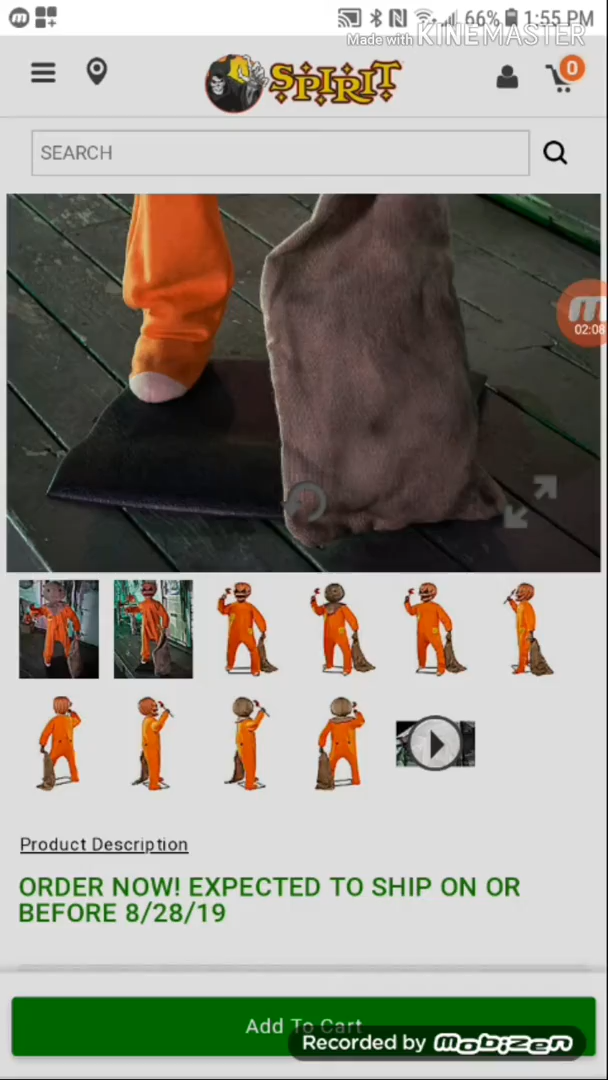 66% 1:55 PM
Made with KINEMASTER
SPIRIT
0
SEARCH
02:08
Product Description
ORDER NOW! EXPECTED TO SHIP ON OR
BEFORE 8/28/19
Add To Cart
Recorded by mobizen